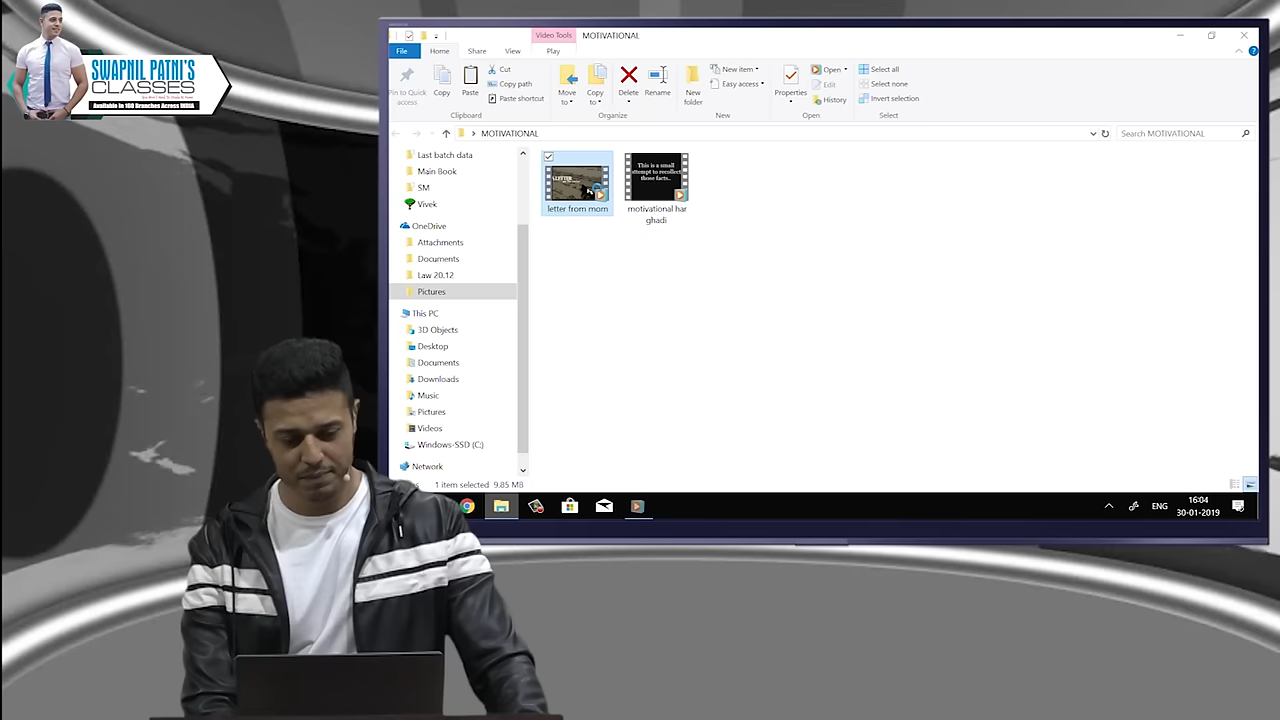 SWAPNIL PATNI'S
CLASSES
Available in 160 Branches Across INDIA
Video Tools
MOTIVATIONAL
File
Home
Share
View
Play
Pin to Quick
access
Copy
Paste
Cut
Copy path
Paste shortcut
Clipboard
Move
to
Copy
to
Delete
Rename
Organize
New
folder
New item
Easy access
New
Properties
Open
Edit
History
Open
Select all
Select none
Invert selection
Select
MOTIVATIONAL
Search MOTIVATIONAL
Last batch data
Main Book
SM
Vivek
OneDrive
Attachments
Documents
Law 20.12
Pictures
This PC
3D Objects
Desktop
Documents
Downloads
Music
Pictures
Videos
Windows-SSD (C:)
Network
LETTER
letter from mom
This is a small
attempt to recollect
those facts..
motivational har
ghadi
1 item selected 9.85 MB
ENG
16:04
30-01-2019